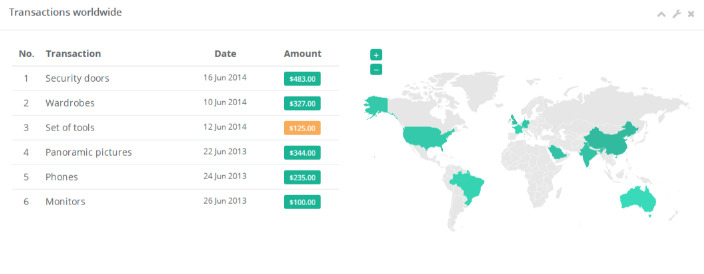 Transactions worldwide
No. Transaction Date Amount
1 Security doors 16 Jun 2014 $483.00
2 Wardrobes 10 Jun 2014 $327.00
3 Set of tools 12 Jun 2014 $125.00
4 Panoramic pictures 22 Jun 2013 $344.00
5 Phones 24 Jun 2013 $235.00
6 Monitors 26 Jun 2013 $100.00
+
−